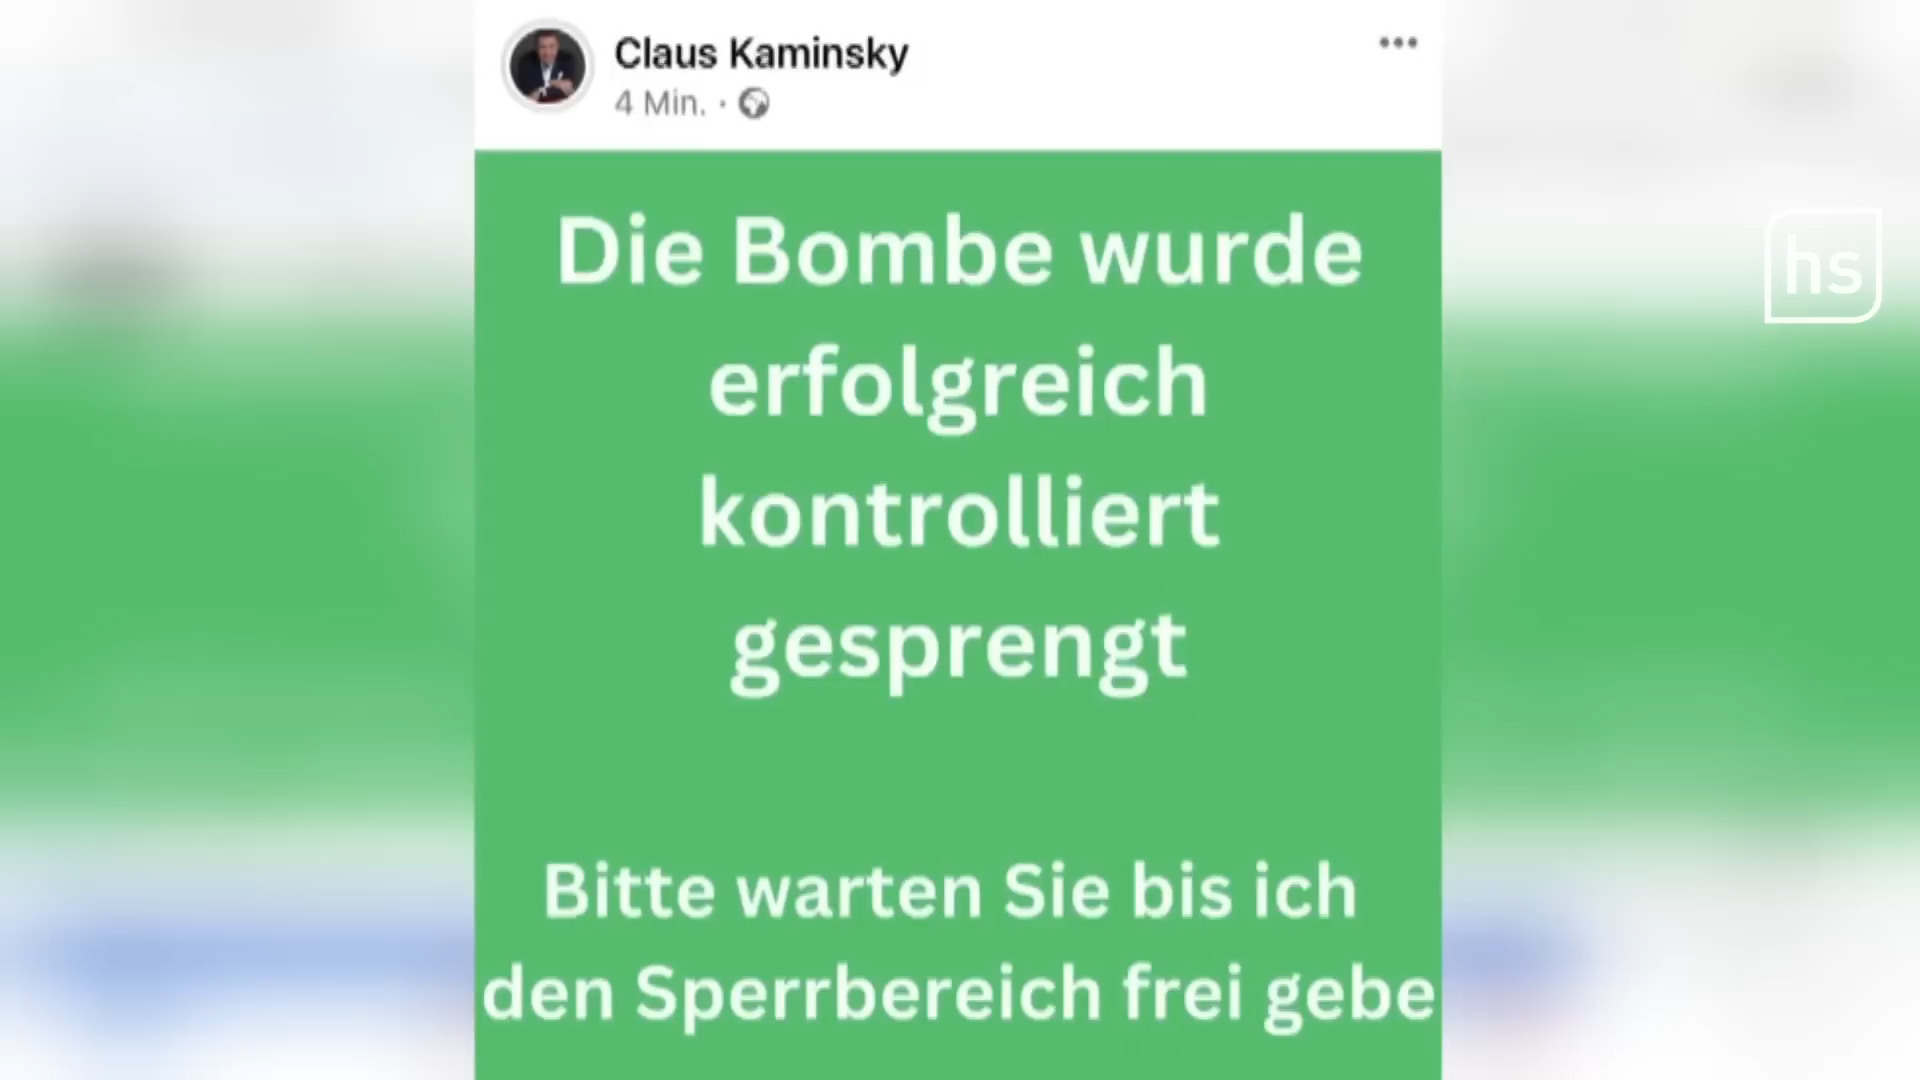 Claus Kaminsky
4 Min. ·
Die Bombe wurde
erfolgreich
kontrolliert
gesprengt
Bitte warten Sie bis ich
den Sperrbereich frei gebe
hs